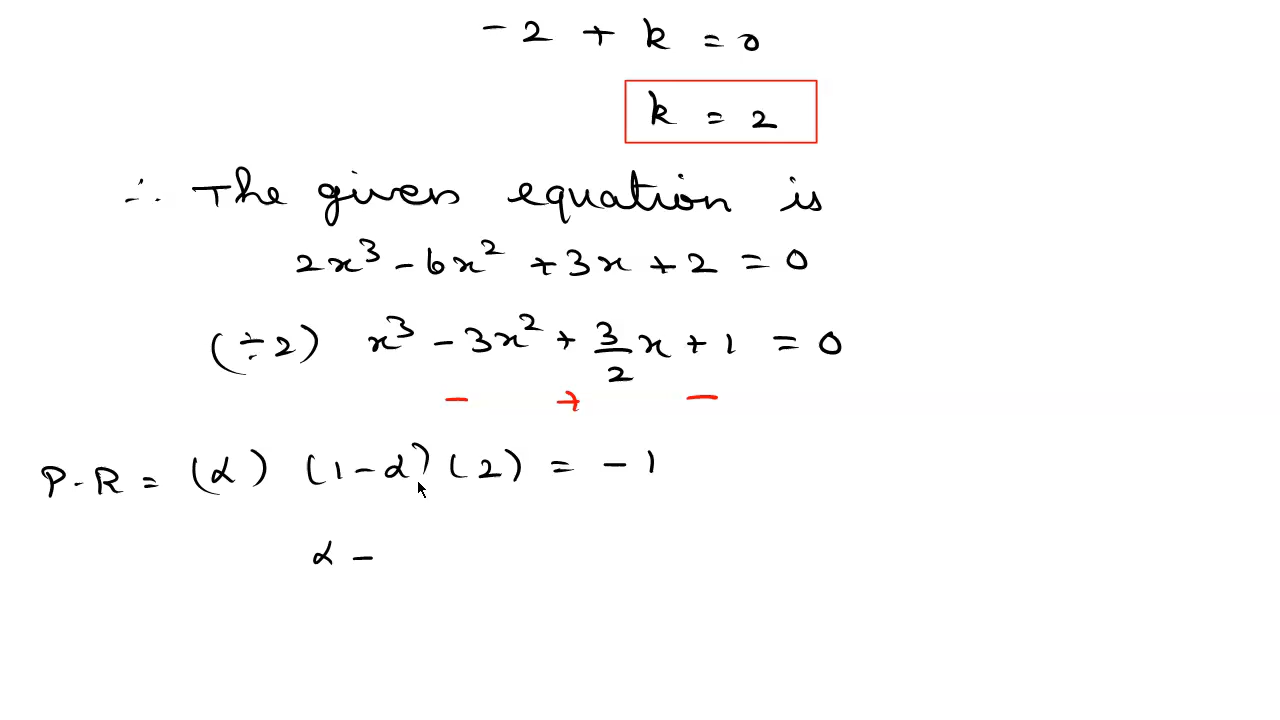 - 2 + k = 0
k = 2
∴ The given equation is
2x³ - 6x² + 3x + 2 = 0
(÷2) x³ - 3x² + 3/2 x + 1 = 0
- + -
P.R = (α) (1-α) (2) = -1
α -